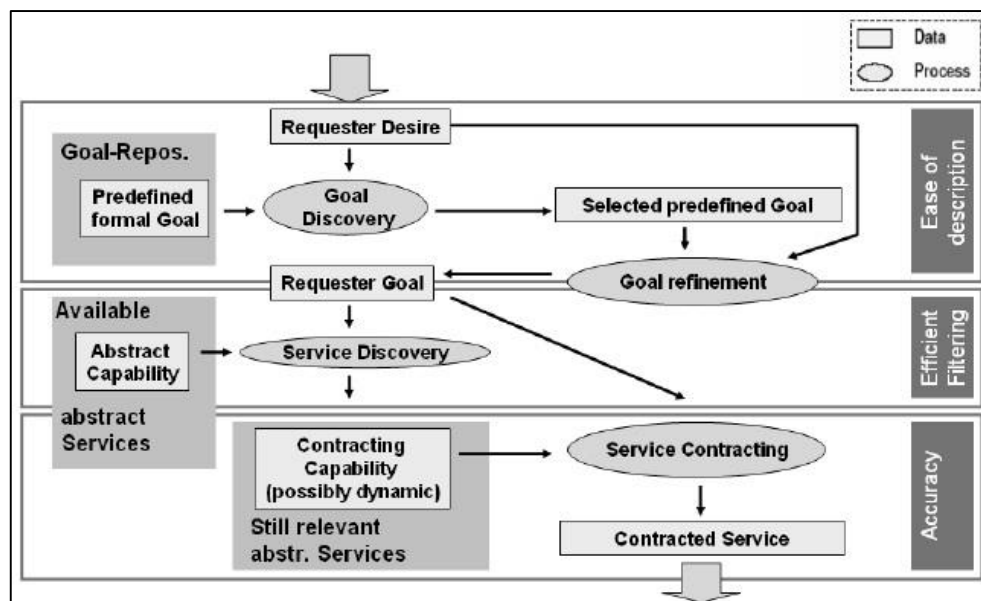 Data
Process
Requester Desire
Goal-Repos.
Predefined
formal Goal
Goal
Discovery
Selected predefined Goal
Ease of
description
Requester Goal
Goal refinement
Available
Abstract
Capability
Service Discovery
Efficient
Filtering
abstract
Services
Contracting
Capability
(possibly dynamic)
Service Contracting
Still relevant
abstr. Services
Contracted Service
Accuracy